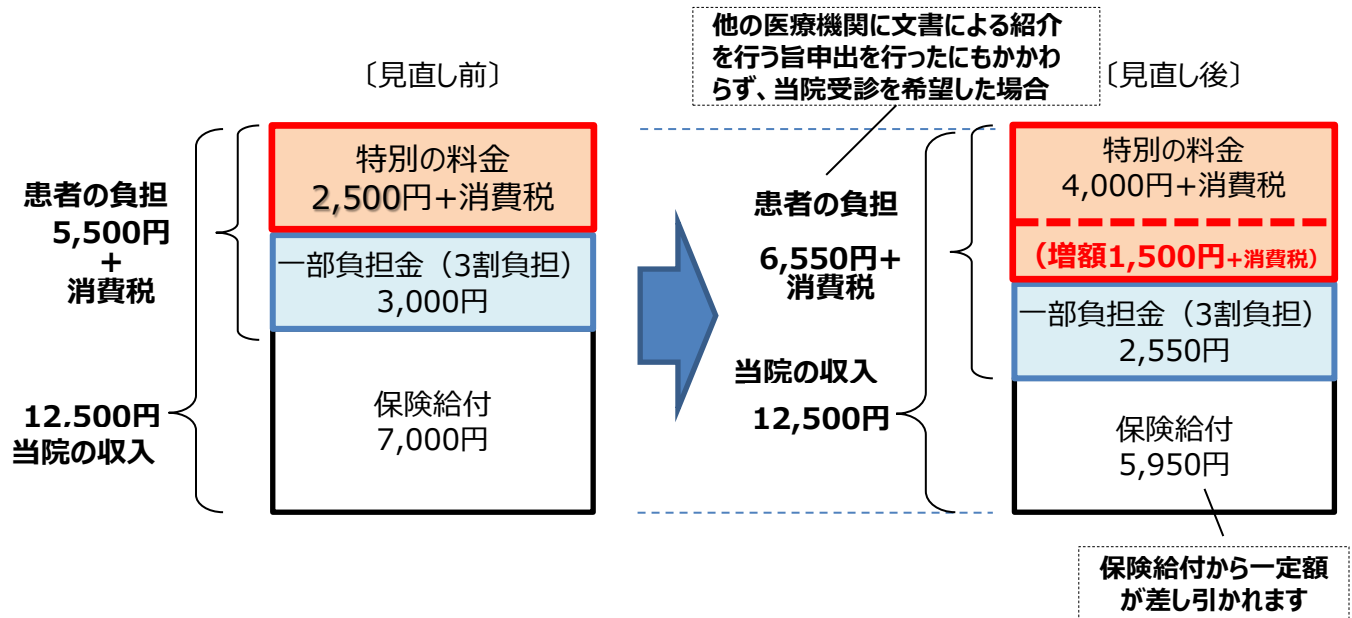 他の医療機関に文書による紹介
を行う旨申出を行ったにもかかわ
らず、当院受診を希望した場合
〔見直し前〕
〔見直し後〕
特別の料金
2,500円+消費税
患者の負担
5,500円
+
消費税
一部負担金（3割負担）
3,000円
保険給付
7,000円
12,500円
当院の収入
特別の料金
4,000円+消費税
（増額1,500円+消費税）
患者の負担
6,550円+
消費税
一部負担金（3割負担）
2,550円
当院の収入
12,500円
保険給付
5,950円
保険給付から一定額
が差し引かれます